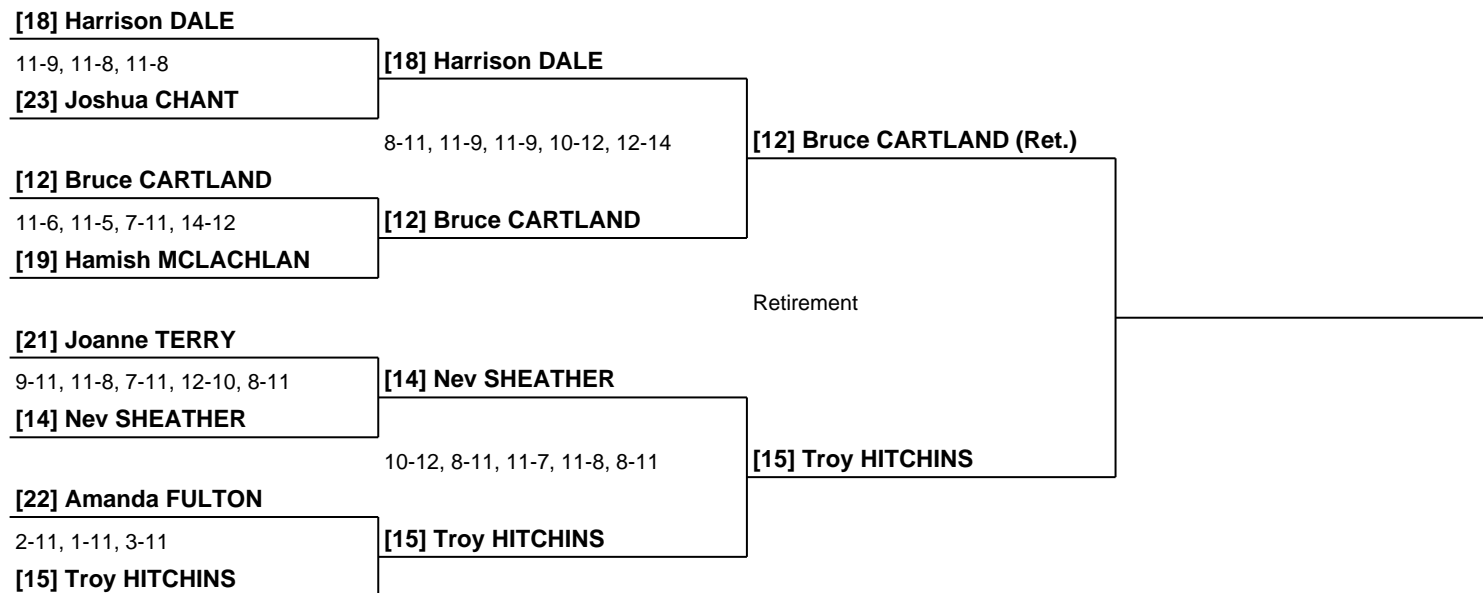 [18] Harrison DALE
11-9, 11-8, 11-8
[18] Harrison DALE
[23] Joshua CHANT
8-11, 11-9, 11-9, 10-12, 12-14
[12] Bruce CARTLAND (Ret.)
[12] Bruce CARTLAND
11-6, 11-5, 7-11, 14-12
[12] Bruce CARTLAND
[19] Hamish MCLACHLAN
Retirement
[21] Joanne TERRY
9-11, 11-8, 7-11, 12-10, 8-11
[14] Nev SHEATHER
[14] Nev SHEATHER
10-12, 8-11, 11-7, 11-8, 8-11
[15] Troy HITCHINS
[22] Amanda FULTON
2-11, 1-11, 3-11
[15] Troy HITCHINS
[15] Troy HITCHINS